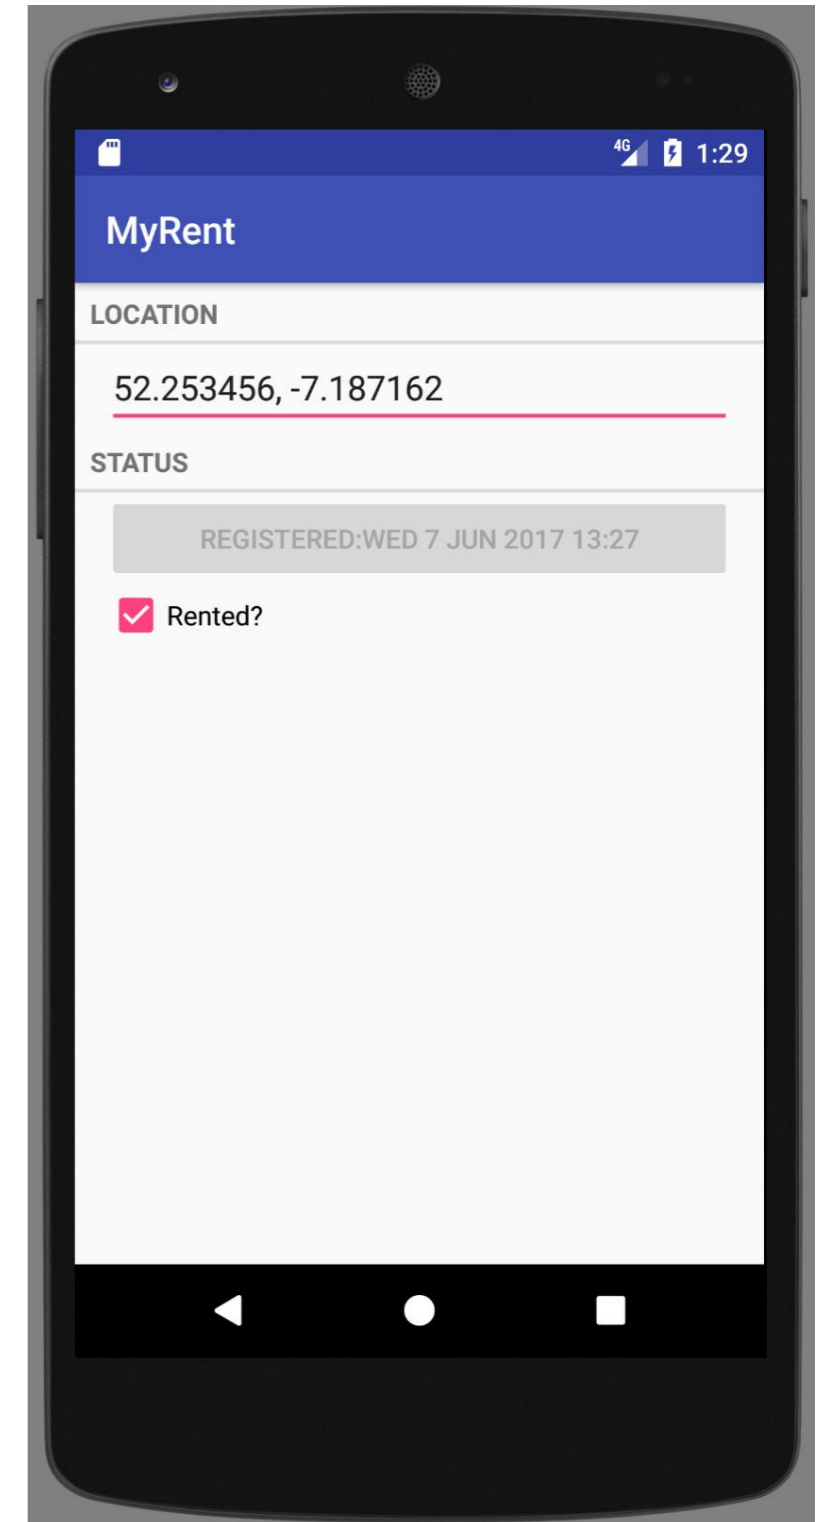 4G 1:29
MyRent
LOCATION
52.253456, -7.187162
STATUS
REGISTERED:WED 7 JUN 2017 13:27
Rented?